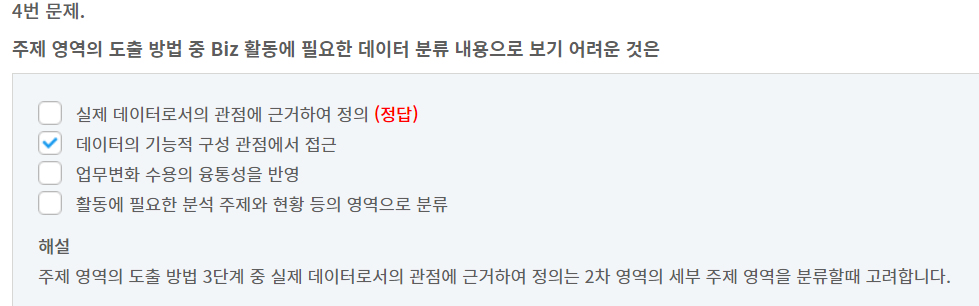 4번 문제.
주제 영역의 도출 방법 중 Biz 활동에 필요한 데이터 분류 내용으로 보기 어려운 것은
실제 데이터로서의 관점에 근거하여 정의 (정답)
데이터의 기능적 구성 관점에서 접근
업무변화 수용의 융통성을 반영
활동에 필요한 분석 주제와 현황 등의 영역으로 분류
해설
주제 영역의 도출 방법 3단계 중 실제 데이터로서의 관점에 근거하여 정의는 2차 영역의 세부 주제 영역을 분류할때 고려합니다.